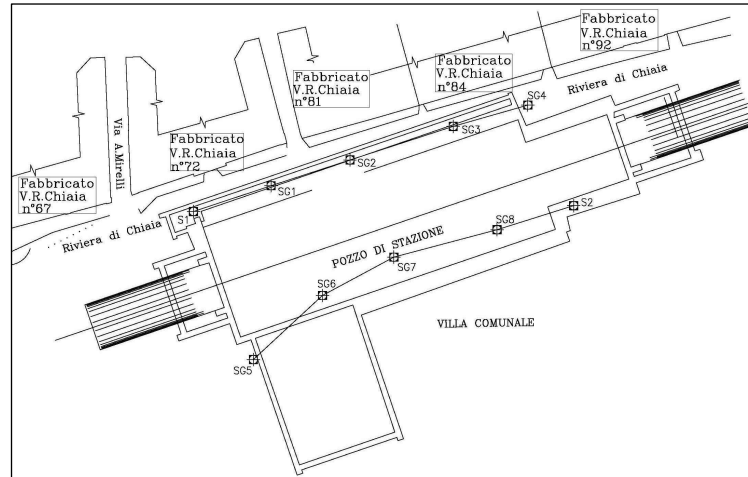 Fabbricato
V.R.Chiaia
n°92
Fabbricato
V.R.Chiaia
n°84
Fabbricato
V.R.Chiaia
n°81
Riviera di Chiaia
SG4
SG3
Via A.Mirelli
Fabbricato
V.R.Chiaia
n°72
SG2
Fabbricato
V.R.Chiaia
n°67
SG1
S1
Riviera di Chiaia
S2
SG8
POZZO DI STAZIONE
SG7
SG6
VILLA COMUNALE
SG5